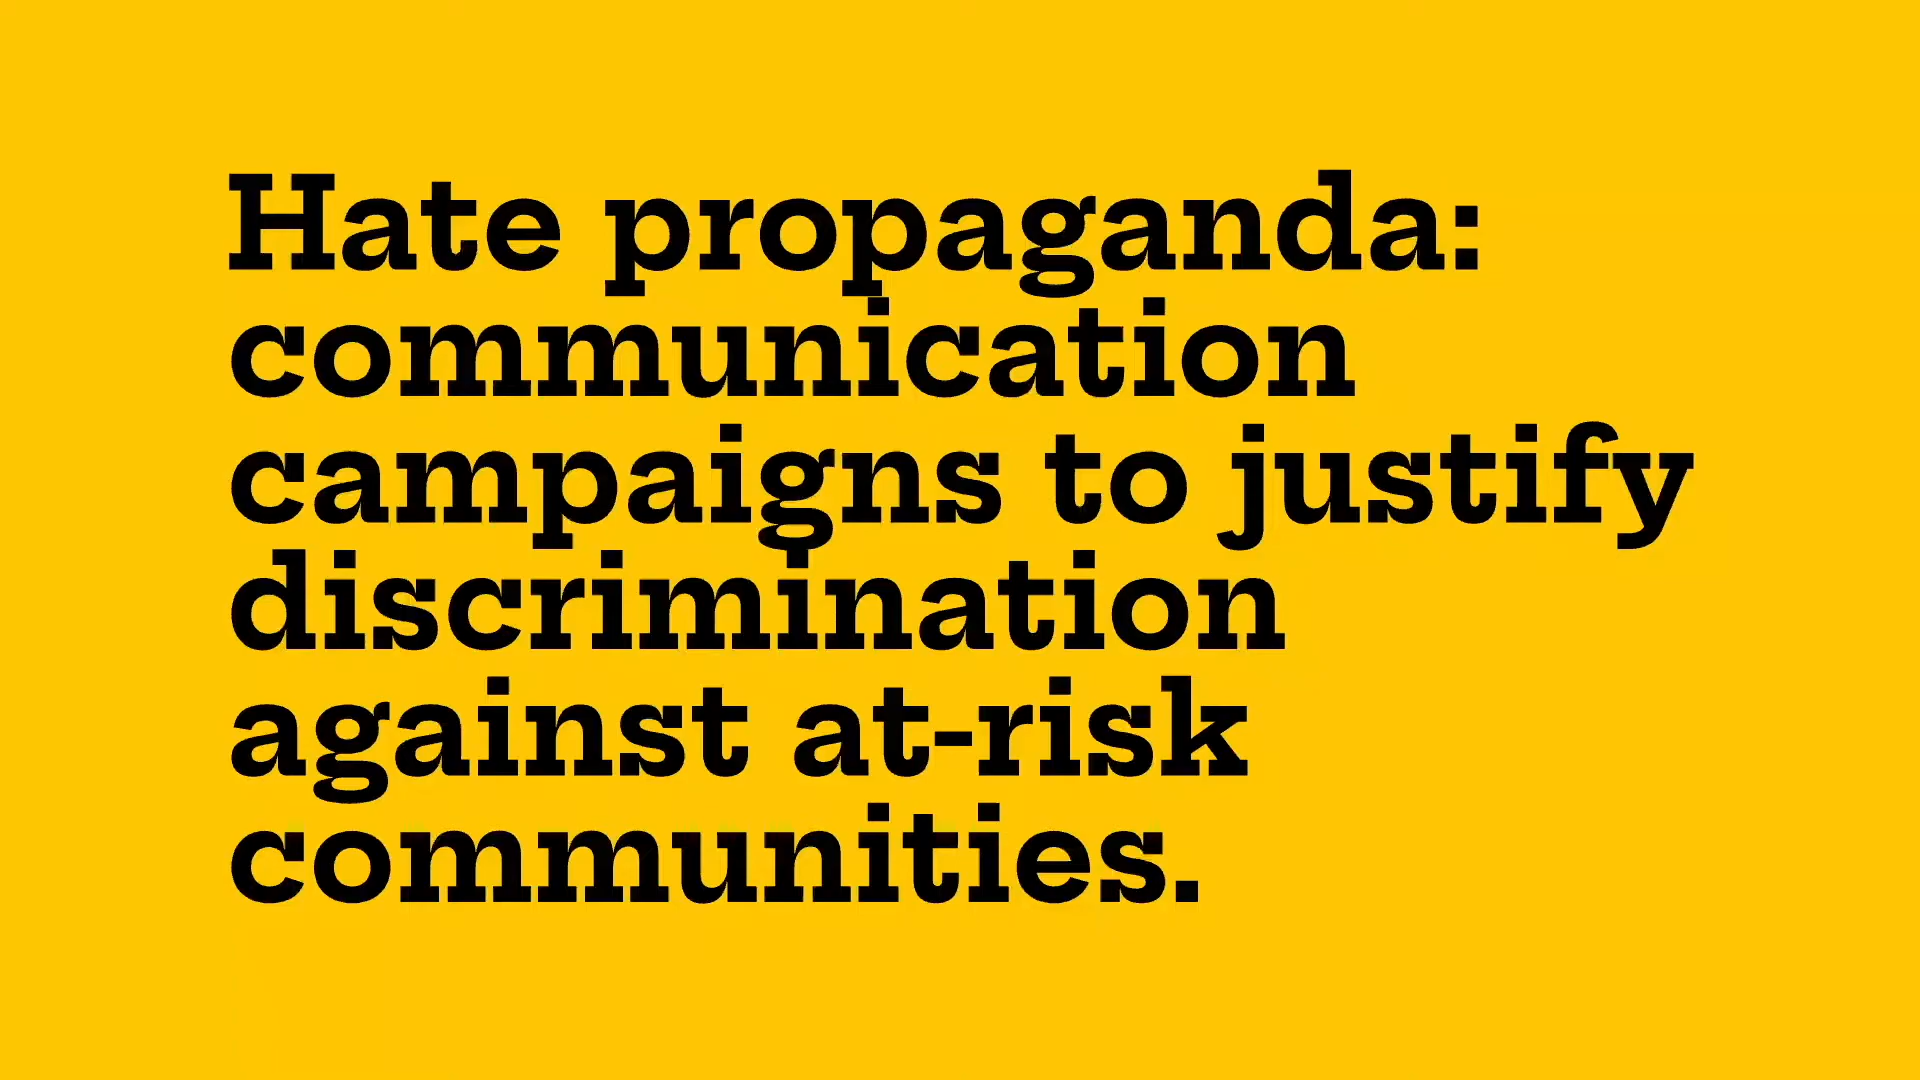 Hate propaganda:
communication
campaigns to justify
discrimination
against at-risk
communities.